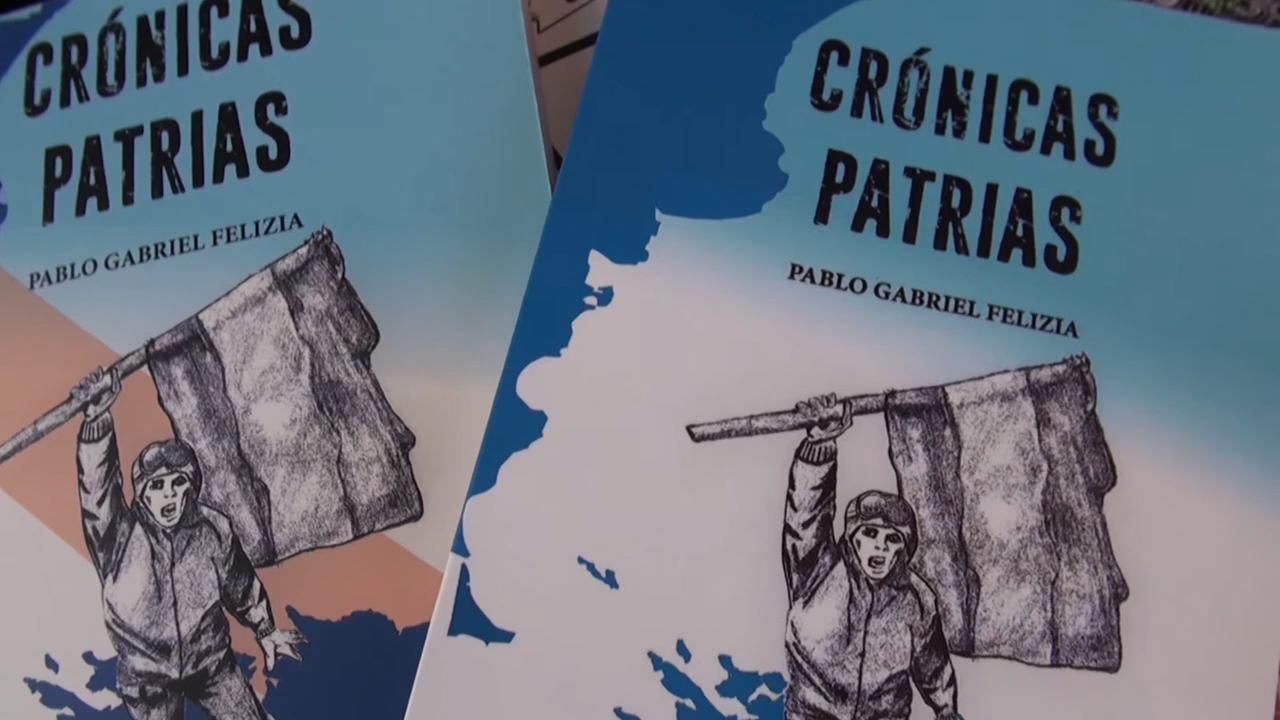 CRÓNICAS
PATRIAS
PABLO GABRIEL FELIZIA
CRÓNICAS
PATRIAS
PABLO GABRIEL FELIZIA